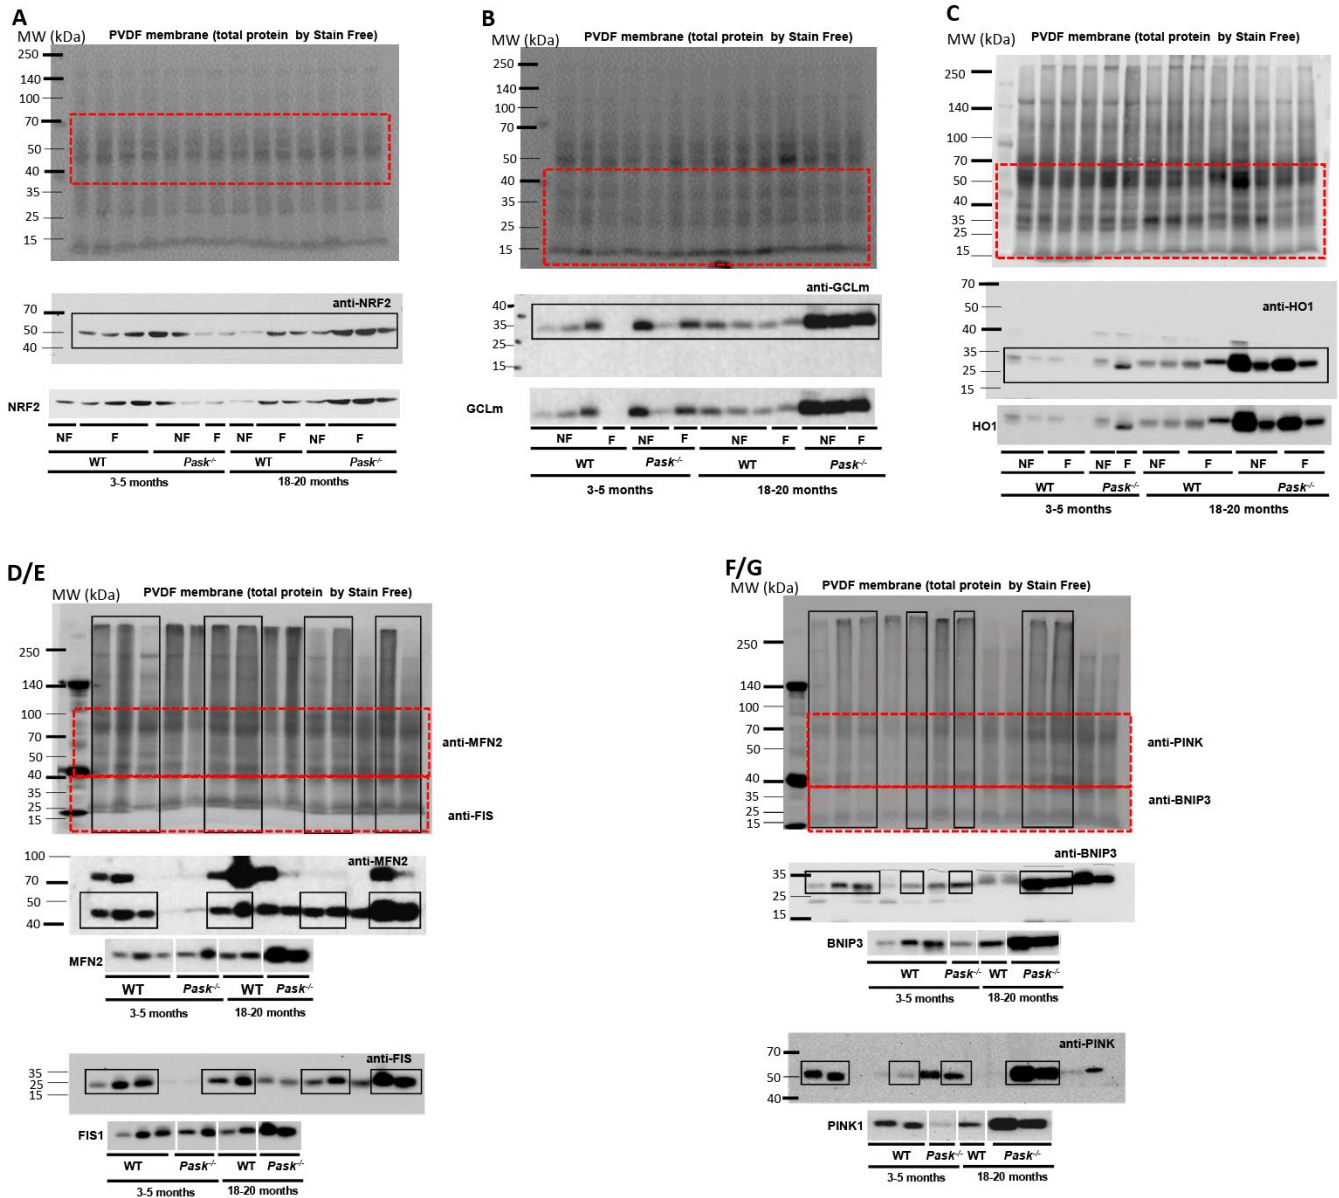 A
MW (kDa)
PVDF membrane (total protein by Stain Free)
250
140
100
70
50
40
35
25
15
anti-NRF2
70
50
40
NRF2
NF F NF F NF F NF F
WT Pask-/- WT Pask-/-
3-5 months 18-20 months
B
MW (kDa)
PVDF membrane (total protein by Stain Free)
250
140
100
70
50
40
35
25
15
anti-GCLm
40
35
25
15
GCLm
NF F NF F NF F NF F
WT Pask-/- WT Pask-/-
3-5 months 18-20 months
C
MW (kDa)
PVDF membrane (total protein by Stain Free)
250
140
100
70
50
40
35
25
15
70
anti-HO1
50
40
35
25
15
HO1
NF F NF F NF F NF F
WT Pask-/- WT Pask-/-
3-5 months 18-20 months
D/E
MW (kDa)
PVDF membrane (total protein by Stain Free)
250
140
100
70
50
40
35
25
15
anti-MFN2
anti-FIS
100
anti-MFN2
70
50
40
MFN2
WT Pask-/- WT Pask-/-
3-5 months 18-20 months
anti-FIS
35
25
15
FIS1
WT Pask-/- WT Pask-/-
3-5 months 18-20 months
F/G
MW (kDa)
PVDF membrane (total protein by Stain Free)
250
140
100
70
50
40
35
25
15
anti-PINK
anti-BNIP3
anti-BNIP3
35
25
15
BNIP3
WT Pask-/- WT Pask-/-
3-5 months 18-20 months
anti-PINK
70
50
40
PINK1
WT Pask-/- WT Pask-/-
3-5 months 18-20 months